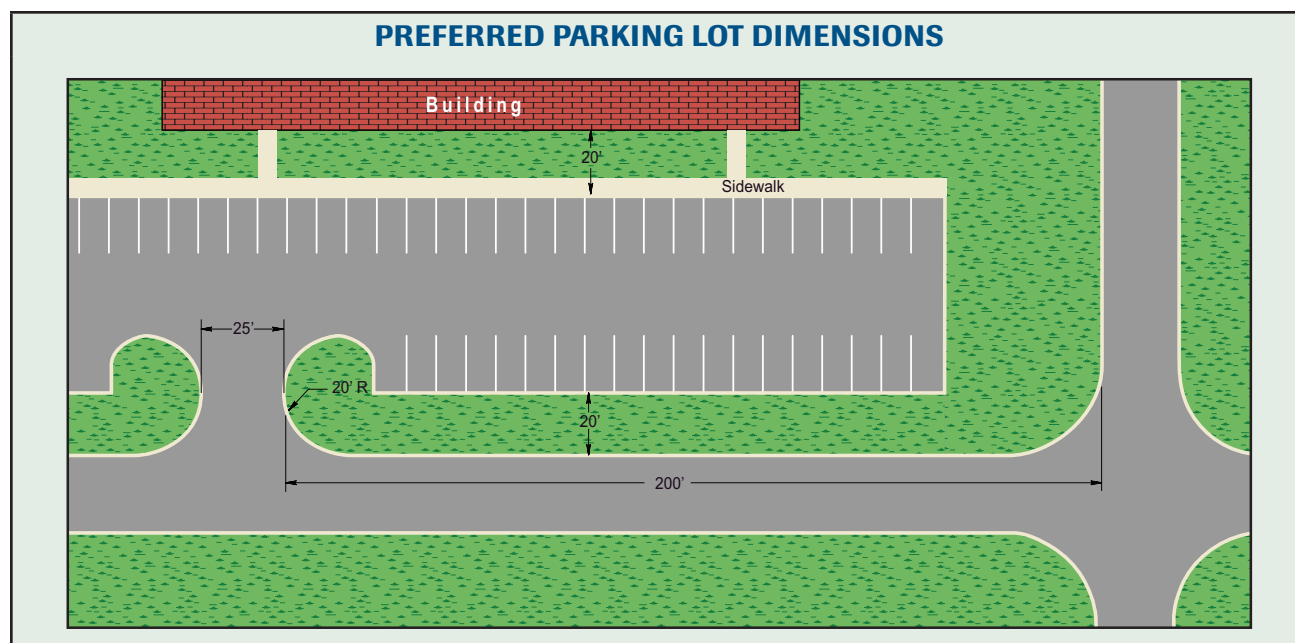 PREFERRED PARKING LOT DIMENSIONS
Building
20'
Sidewalk
25'
20' R
20'
200'